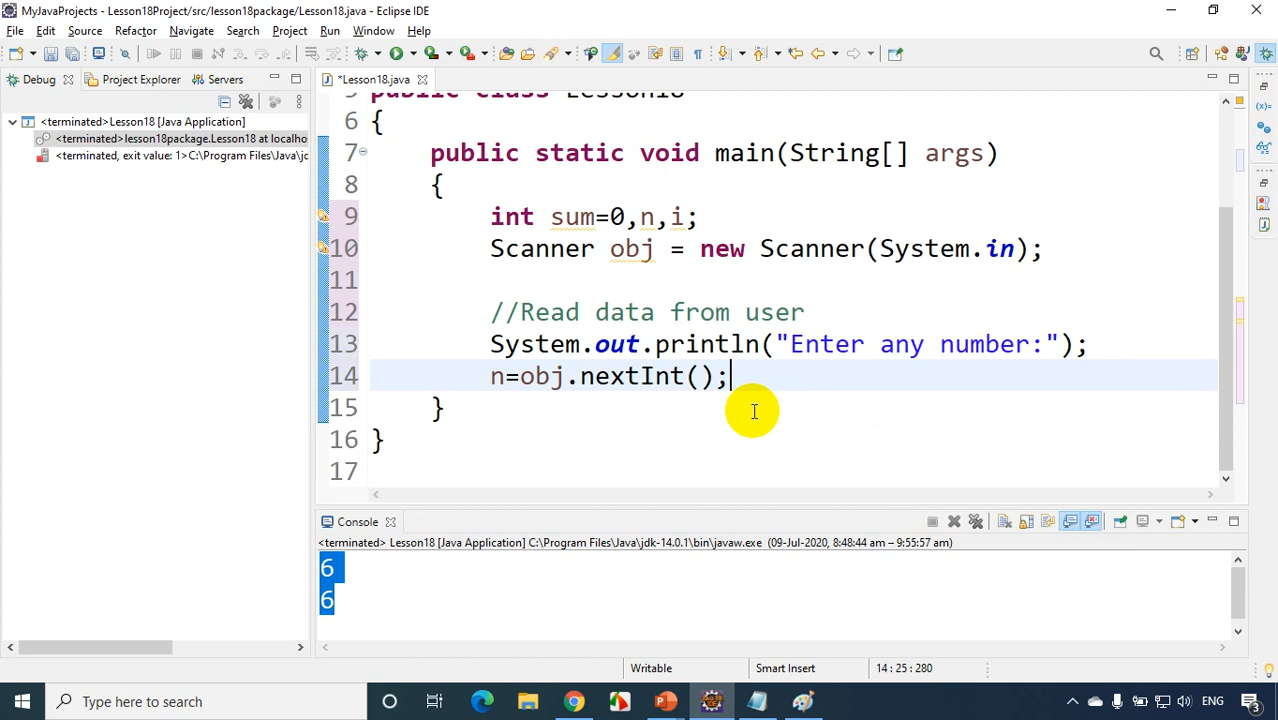 MyJavaProjects - Lesson18Project/src/lesson18package/Lesson18.java - Eclipse IDE
File Edit Source Refactor Navigate Search Project Run Window Help
Debug Project Explorer Servers
*Lesson18.java
<terminated>Lesson18 [Java Application]
<terminated>lesson18package.Lesson18 at localho
<terminated, exit value: 1>C:\Program Files\Java\jd
5 public class Lesson18
6 {
7 public static void main(String[] args)
8 {
9 int sum=0,n,i;
10 Scanner obj = new Scanner(System.in);
11
12 //Read data from user
13 System.out.println("Enter any number:");
14 n=obj.nextInt();
15 }
16 }
17
Console
<terminated> Lesson18 [Java Application] C:\Program Files\Java\jdk-14.0.1\bin\javaw.exe (09-Jul-2020, 8:48:44 am – 9:55:57 am)
6
6
Writable Smart Insert 14 : 25 : 280
Type here to search
ENG
3